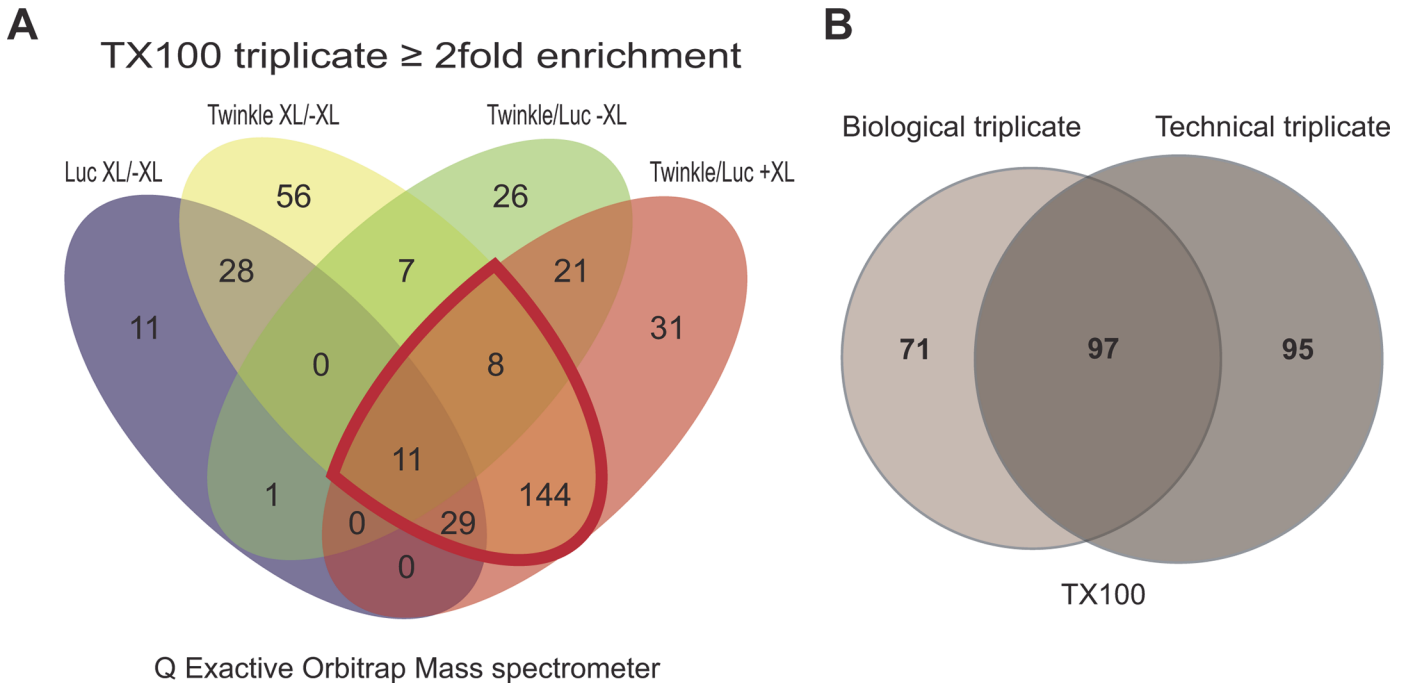 A
B
TX100 triplicate ≥ 2fold enrichment
Twinkle XL/-XL
Twinkle/Luc -XL
Luc XL/-XL
Twinkle/Luc +XL
56
26
28
7
21
11
31
0
8
11
1
144
0
29
0
Q Exactive Orbitrap Mass spectrometer
Biological triplicate
Technical triplicate
71
97
95
TX100